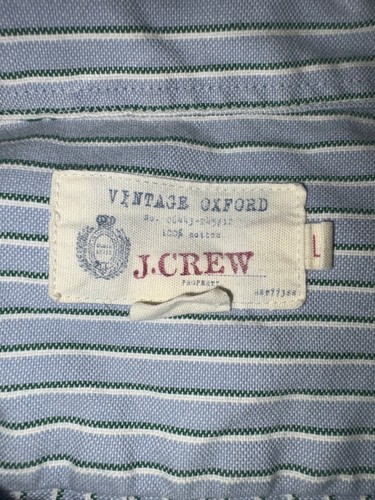 VINTAGE OXFORD
100% cotton
J.CREW
PROPERTY
L